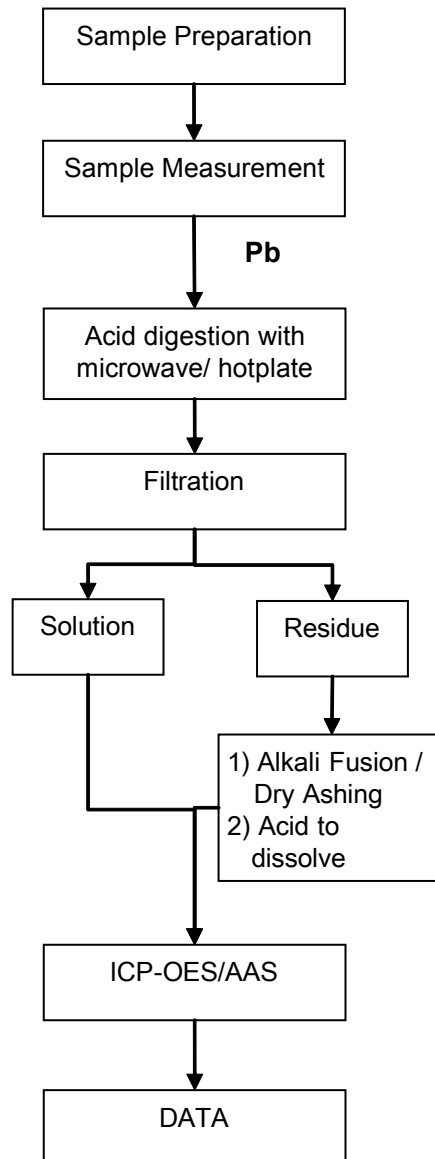 Sample Preparation
Sample Measurement
Pb
Acid digestion with
microwave/ hotplate
Filtration
Solution
Residue
1) Alkali Fusion /
Dry Ashing
2) Acid to
dissolve
ICP-OES/AAS
DATA